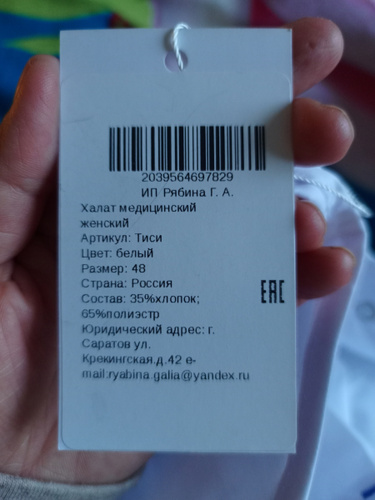 2039564697829
ИП Рябина Г. А.
Халат медицинский
женский
Артикул: Тиси
Цвет: белый
Размер: 48
Страна: Россия
Состав: 35%хлопок;
65%полиэстр
Юридический адрес: г.
Саратов ул.
Крекингская.д.42 e-
mail:ryabina.galia@yandex.ru
EAC